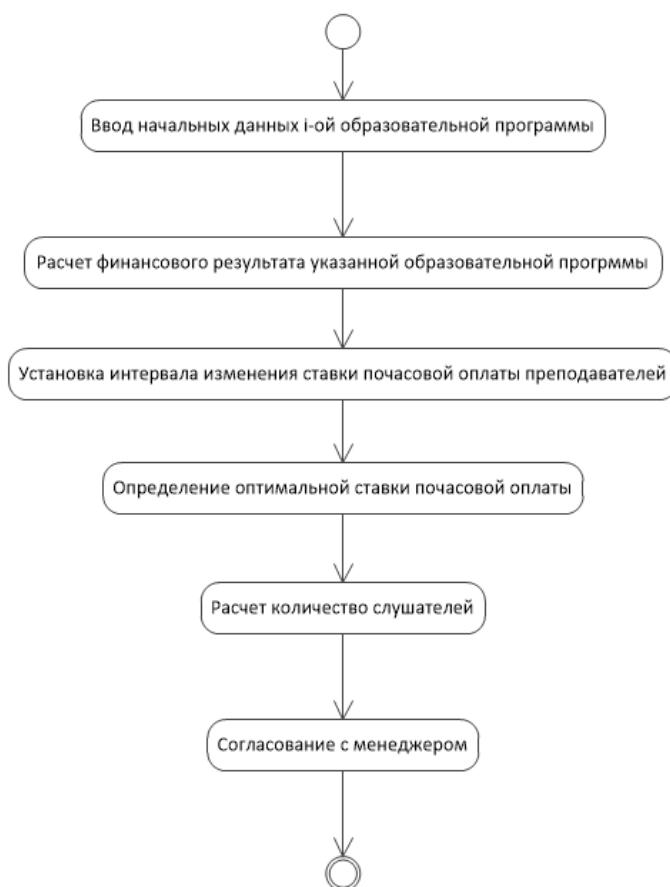 Ввод начальных данных i-ой образовательной программы
Расчет финансового результата указанной образовательной прогрммы
Установка интервала изменения ставки почасовой оплаты преподавателей
Определение оптимальной ставки почасовой оплаты
Расчет количество слушателей
Согласование с менеджером